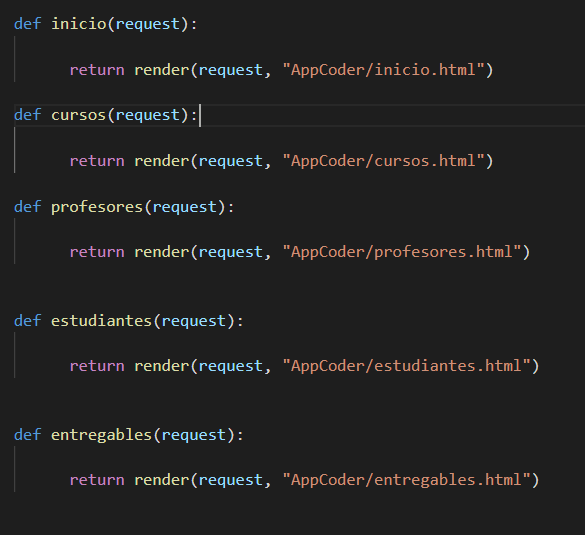 def inicio(request):
return render(request, "AppCoder/inicio.html")
def cursos(request):
return render(request, "AppCoder/cursos.html")
def profesores(request):
return render(request, "AppCoder/profesores.html")
def estudiantes(request):
return render(request, "AppCoder/estudiantes.html")
def entregables(request):
return render(request, "AppCoder/entregables.html")